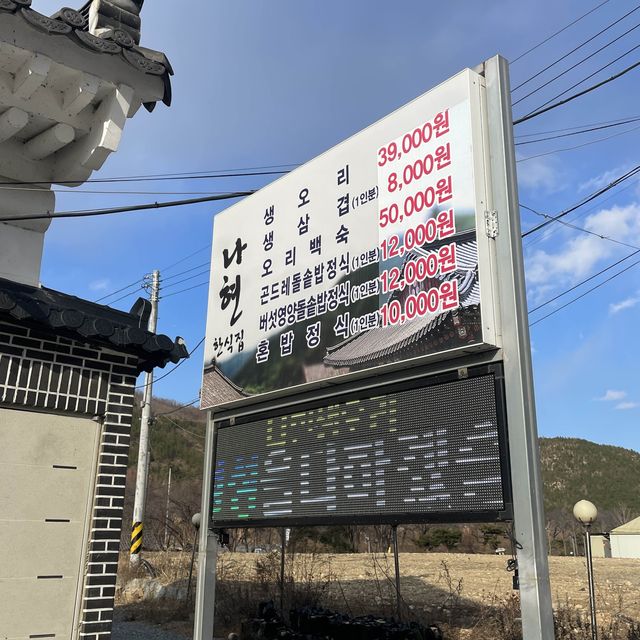 나현
한식집
생오리 39,000원
생삼겹(1인분) 8,000원
오리백숙 50,000원
곤드레돌솥밥정식(1인분) 12,000원
버섯영양돌솥밥정식(1인분) 12,000원
혼밥정식(1인분) 10,000원